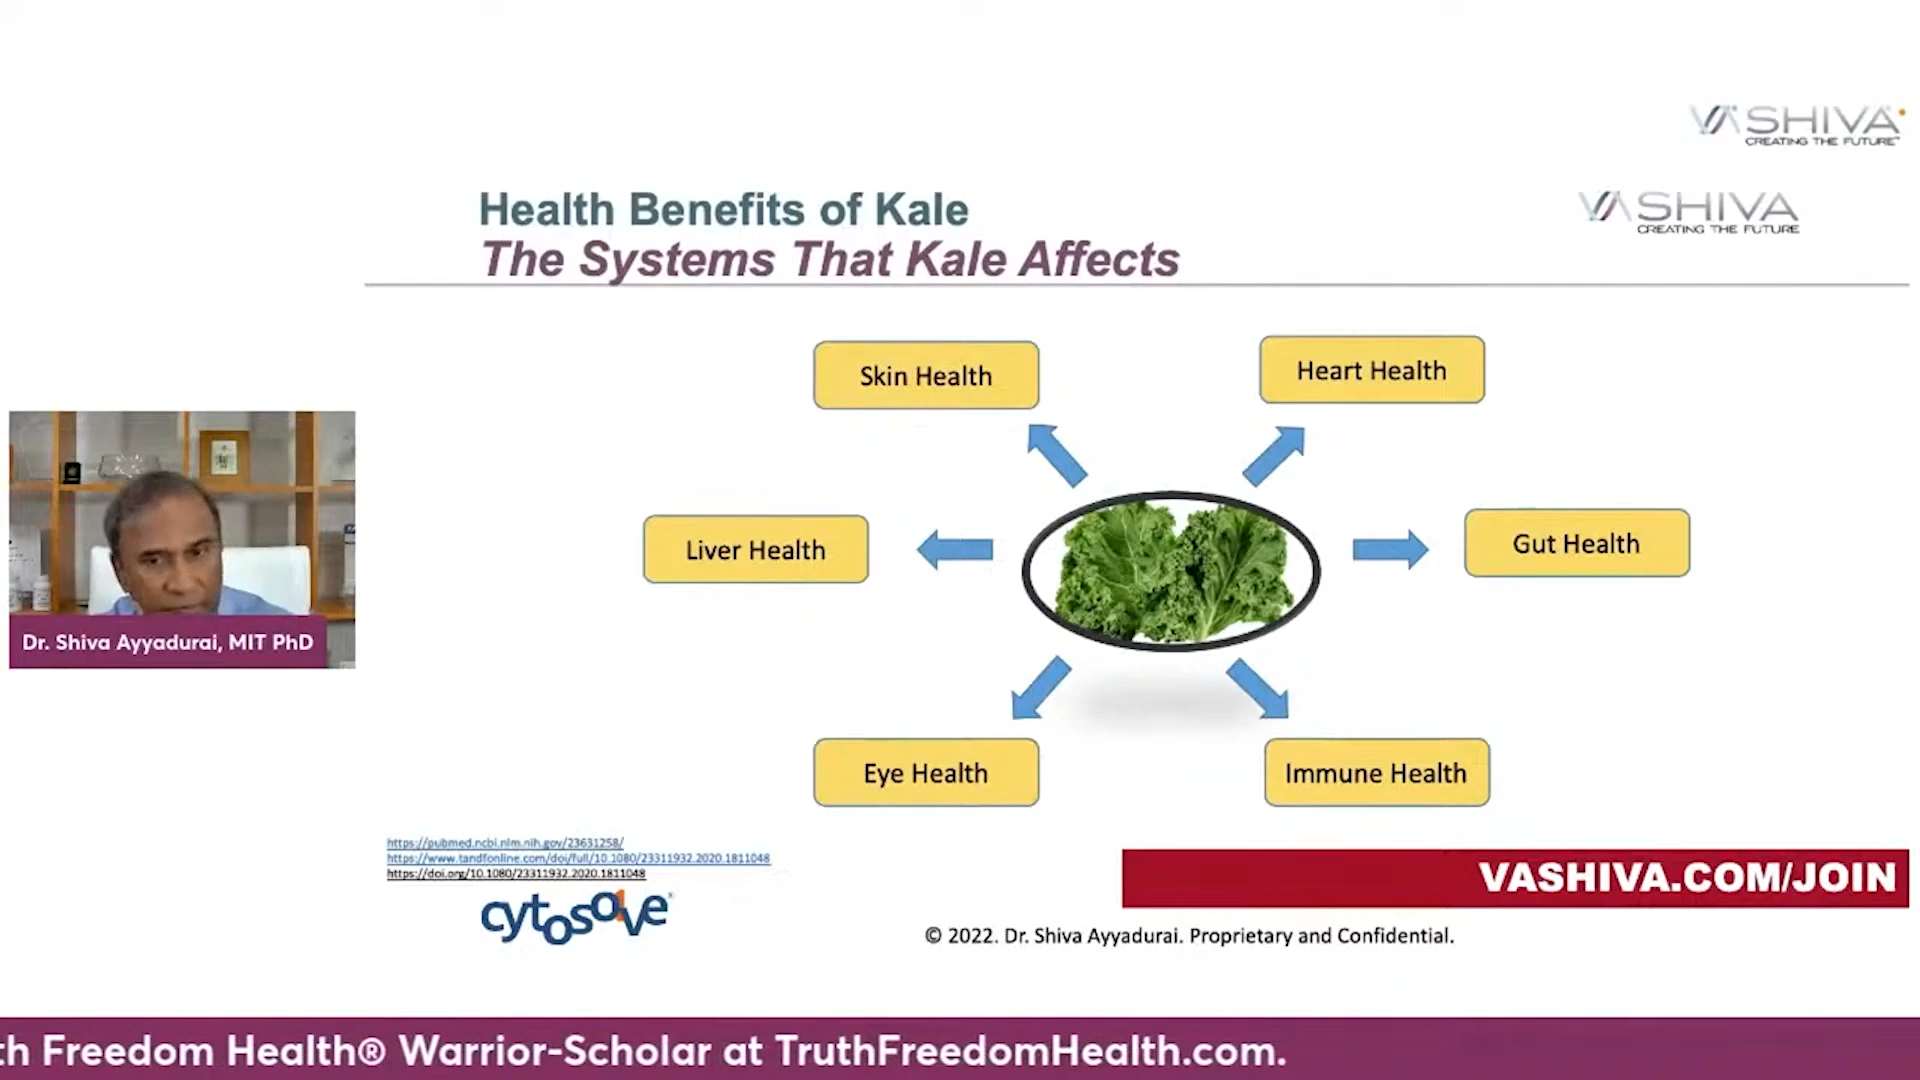 VA SHIVA
CREATING THE FUTURE
Health Benefits of Kale
VA SHIVA
CREATING THE FUTURE
The Systems That Kale Affects
Skin Health
Heart Health
Liver Health
Gut Health
Dr. Shiva Ayyadurai, MIT PhD
Eye Health
Immune Health
https://pubmed.ncbi.nlm.nih.gov/23631258/
https://www.tandfonline.com/doi/full/10.1080/23311932.2020.1811048
https://doi.org/10.1080/23311932.2020.1811048
VASHIVA.COM/JOIN
cytosolve®
© 2022. Dr. Shiva Ayyadurai. Proprietary and Confidential.
th Freedom Health® Warrior-Scholar at TruthFreedomHealth.com.